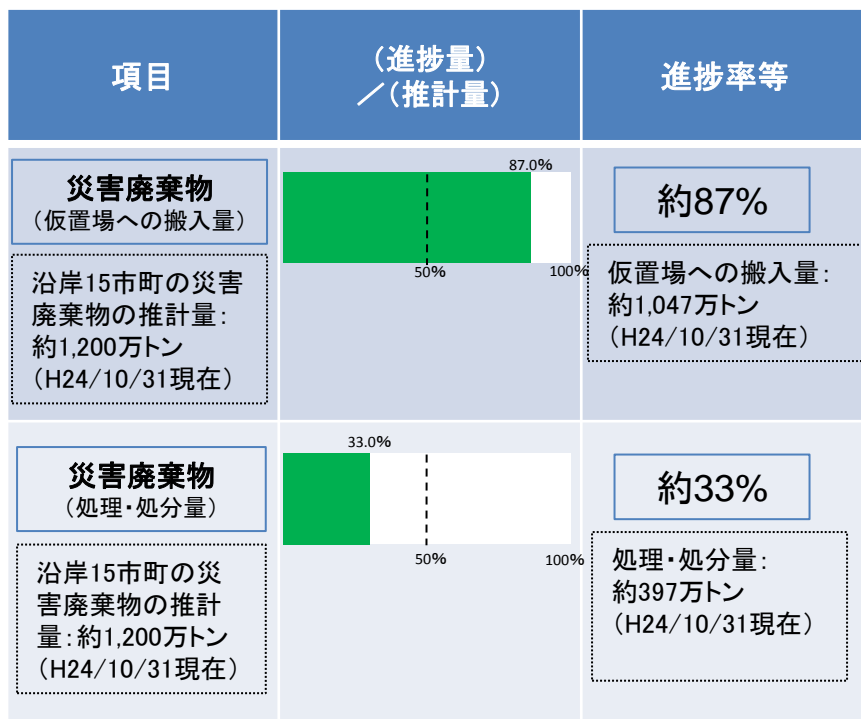 項目
(進捗量)
／(推計量)
進捗率等
災害廃棄物
(仮置場への搬入量)
沿岸15市町の災害
廃棄物の推計量：
約1,200万トン
(H24/10/31現在)
87.0%
50%
100%
約87%
仮置場への搬入量：
約1,047万トン
(H24/10/31現在)
災害廃棄物
(処理・処分量)
沿岸15市町の災
害廃棄物の推計
量：約1,200万トン
(H24/10/31現在)
33.0%
50%
100%
約33%
処理・処分量：
約397万トン
(H24/10/31現在)